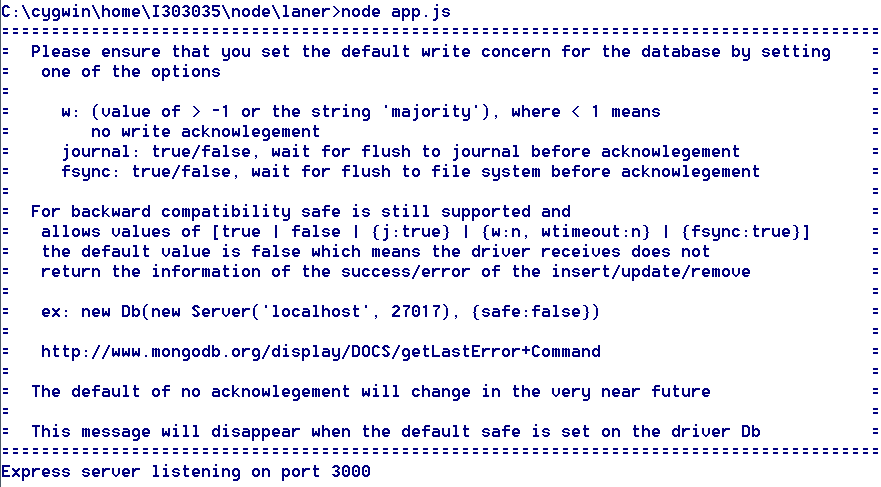 C:\cygwin\home\I303035\node\laner>node app.js
========================================================================================
=  Please ensure that you set the default write concern for the database by setting    =
=   one of the options                                                                 =
=                                                                                      =
=     w: (value of > -1 or the string 'majority'), where < 1 means                     =
=        no write acknowlegement                                                       =
=     journal: true/false, wait for flush to journal before acknowlegement             =
=     fsync: true/false, wait for flush to file system before acknowlegement           =
=                                                                                      =
=  For backward compatibility safe is still supported and                              =
=   allows values of [true | false | {j:true} | {w:n, wtimeout:n} | {fsync:true}]      =
=   the default value is false which means the driver receives does not                =
=   return the information of the success/error of the insert/update/remove            =
=                                                                                      =
=   ex: new Db(new Server('localhost', 27017), {safe:false})                           =
=                                                                                      =
=   http://www.mongodb.org/display/DOCS/getLastError+Command                           =
=                                                                                      =
=  The default of no acknowlegement will change in the very near future                =
=                                                                                      =
=  This message will disappear when the default safe is set on the driver Db           =
========================================================================================
Express server listening on port 3000